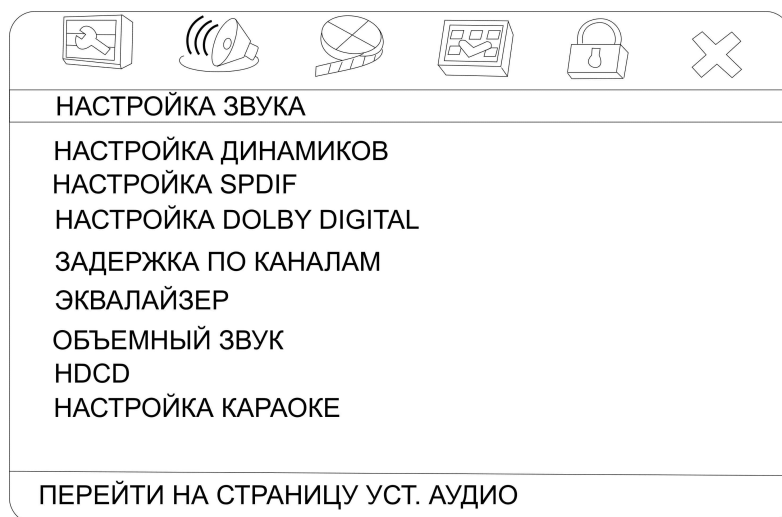 НАСТРОЙКА ЗВУКА
НАСТРОЙКА ДИНАМИКОВ
НАСТРОЙКА SPDIF
НАСТРОЙКА DOLBY DIGITAL
ЗАДЕРЖКА ПО КАНАЛАМ
ЭКВАЛАЙЗЕР
ОБЪЕМНЫЙ ЗВУК
HDCD
НАСТРОЙКА КАРАОКЕ
ПЕРЕЙТИ НА СТРАНИЦУ УСТ. АУДИО